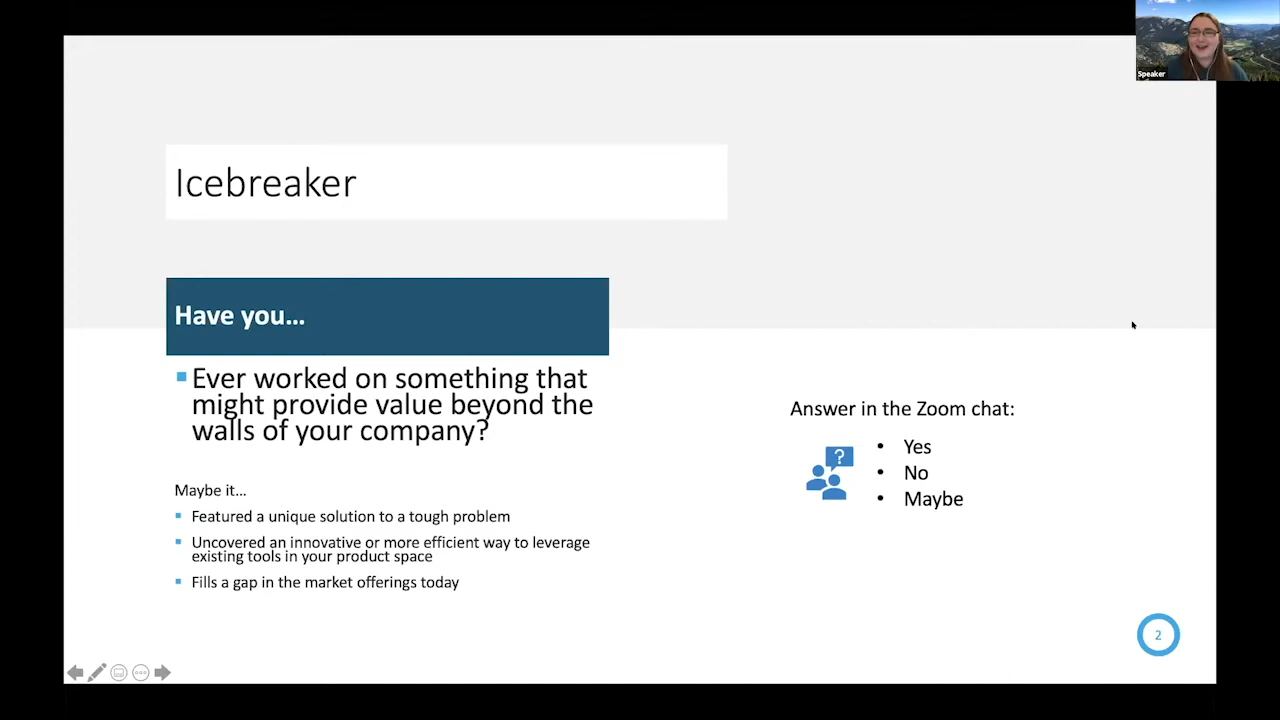 Speaker
Icebreaker
Have you...
Ever worked on something that
might provide value beyond the
walls of your company?
Maybe it...
Featured a unique solution to a tough problem
Uncovered an innovative or more efficient way to leverage
existing tools in your product space
Fills a gap in the market offerings today
Answer in the Zoom chat:
?
• Yes
• No
• Maybe
2